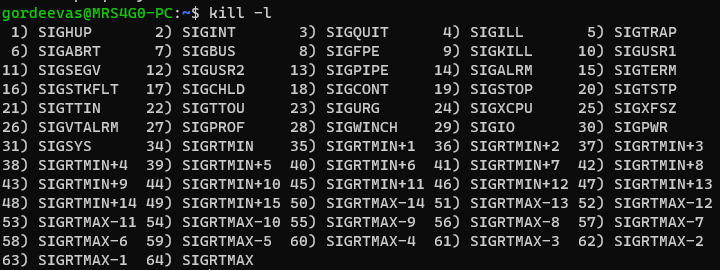 gordeevas@MRS4G0-PC:~$ kill -l
 1) SIGHUP       2) SIGINT       3) SIGQUIT      4) SIGILL       5) SIGTRAP
 6) SIGABRT      7) SIGBUS       8) SIGFPE       9) SIGKILL     10) SIGUSR1
11) SIGSEGV     12) SIGUSR2     13) SIGPIPE     14) SIGALRM     15) SIGTERM
16) SIGSTKFLT   17) SIGCHLD     18) SIGCONT     19) SIGSTOP     20) SIGTSTP
21) SIGTTIN     22) SIGTTOU     23) SIGURG      24) SIGXCPU     25) SIGXFSZ
26) SIGVTALRM   27) SIGPROF     28) SIGWINCH    29) SIGIO       30) SIGPWR
31) SIGSYS      34) SIGRTMIN    35) SIGRTMIN+1  36) SIGRTMIN+2  37) SIGRTMIN+3
38) SIGRTMIN+4  39) SIGRTMIN+5  40) SIGRTMIN+6  41) SIGRTMIN+7  42) SIGRTMIN+8
43) SIGRTMIN+9  44) SIGRTMIN+10 45) SIGRTMIN+11 46) SIGRTMIN+12 47) SIGRTMIN+13
48) SIGRTMIN+14 49) SIGRTMIN+15 50) SIGRTMAX-14 51) SIGRTMAX-13 52) SIGRTMAX-12
53) SIGRTMAX-11 54) SIGRTMAX-10 55) SIGRTMAX-9  56) SIGRTMAX-8  57) SIGRTMAX-7
58) SIGRTMAX-6  59) SIGRTMAX-5  60) SIGRTMAX-4  61) SIGRTMAX-3  62) SIGRTMAX-2
63) SIGRTMAX-1  64) SIGRTMAX